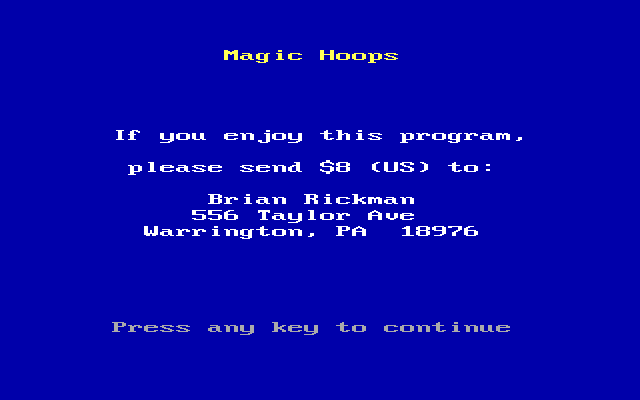 Magic Hoops
If you enjoy this program,
please send $8 (US) to:
Brian Rickman
556 Taylor Ave
Warrington, PA  18976
Press any key to continue